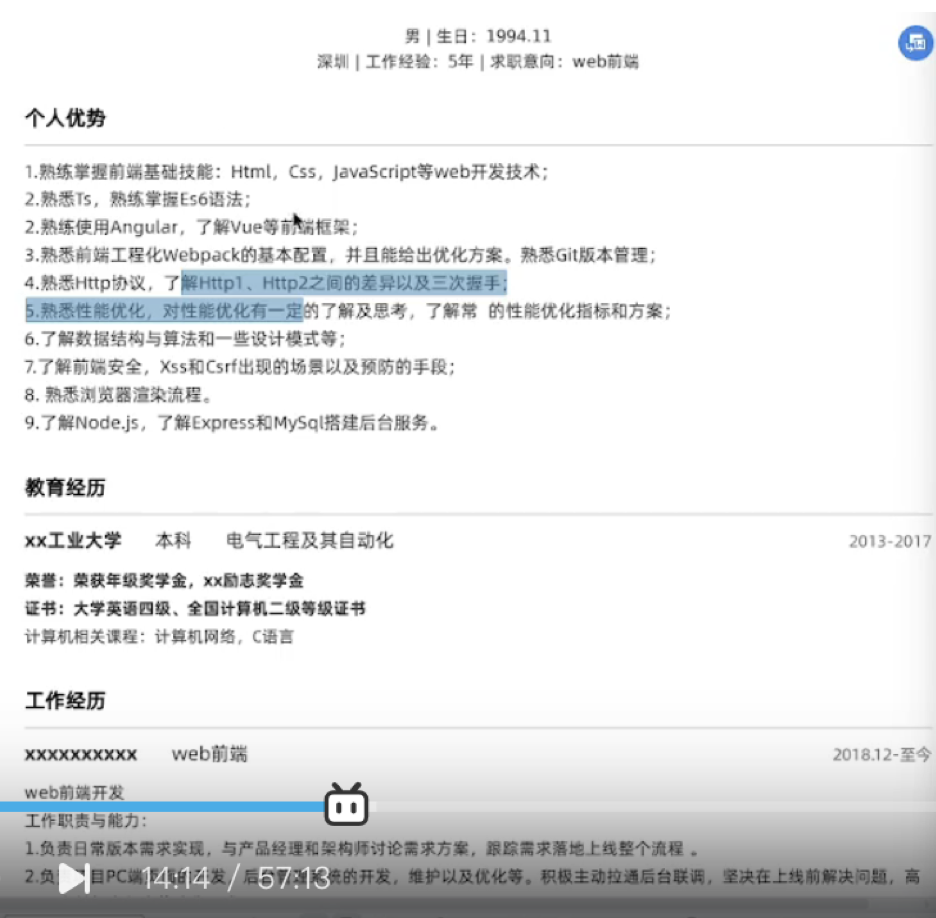 男 | 生日：1994.11
深圳 | 工作经验：5年 | 求职意向：web前端
个人优势
1.熟练掌握前端基础技能：Html，Css，JavaScript等web开发技术；
2.熟悉Ts，熟练掌握Es6语法；
2.熟练使用Angular，了解Vue等前端框架；
3.熟悉前端工程化Webpack的基本配置，并且能给出优化方案。熟悉Git版本管理；
4.熟悉Http协议，了解Http1、Http2之间的差异以及三次握手；
5.熟悉性能优化，对性能优化有一定的了解及思考，了解常 的性能优化指标和方案；
6.了解数据结构与算法和一些设计模式等；
7.了解前端安全，Xss和Csrf出现的场景以及预防的手段；
8. 熟悉浏览器渲染流程。
9.了解Node.js，了解Express和MySql搭建后台服务。
教育经历
xx工业大学 本科 电气工程及其自动化 2013-2017
荣誉：荣获年级奖学金，xx励志奖学金
证书：大学英语四级、全国计算机二级等级证书
计算机相关课程：计算机网络，C语言
工作经历
xxxxxxxxxx web前端 2018.12-至今
web前端开发
工作职责与能力：
1.负责日常版本需求实现，与产品经理和架构师讨论需求方案，跟踪需求落地上线整个流程 。
2.负 目PC端 发，后 统的开发，维护以及优化等。积极主动拉通后台联调，坚决在上线前解决问题，高
14:14 / 57:13